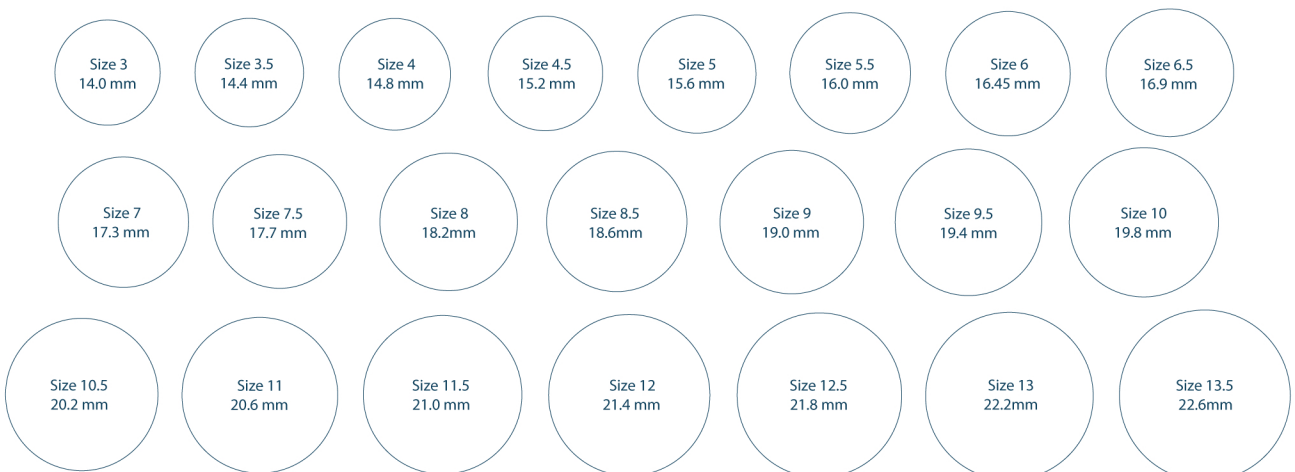 Size 3
14.0 mm
Size 3.5
14.4 mm
Size 4
14.8 mm
Size 4.5
15.2 mm
Size 5
15.6 mm
Size 5.5
16.0 mm
Size 6
16.45 mm
Size 6.5
16.9 mm
Size 7
17.3 mm
Size 7.5
17.7 mm
Size 8
18.2mm
Size 8.5
18.6mm
Size 9
19.0 mm
Size 9.5
19.4 mm
Size 10
19.8 mm
Size 10.5
20.2 mm
Size 11
20.6 mm
Size 11.5
21.0 mm
Size 12
21.4 mm
Size 12.5
21.8 mm
Size 13
22.2mm
Size 13.5
22.6mm